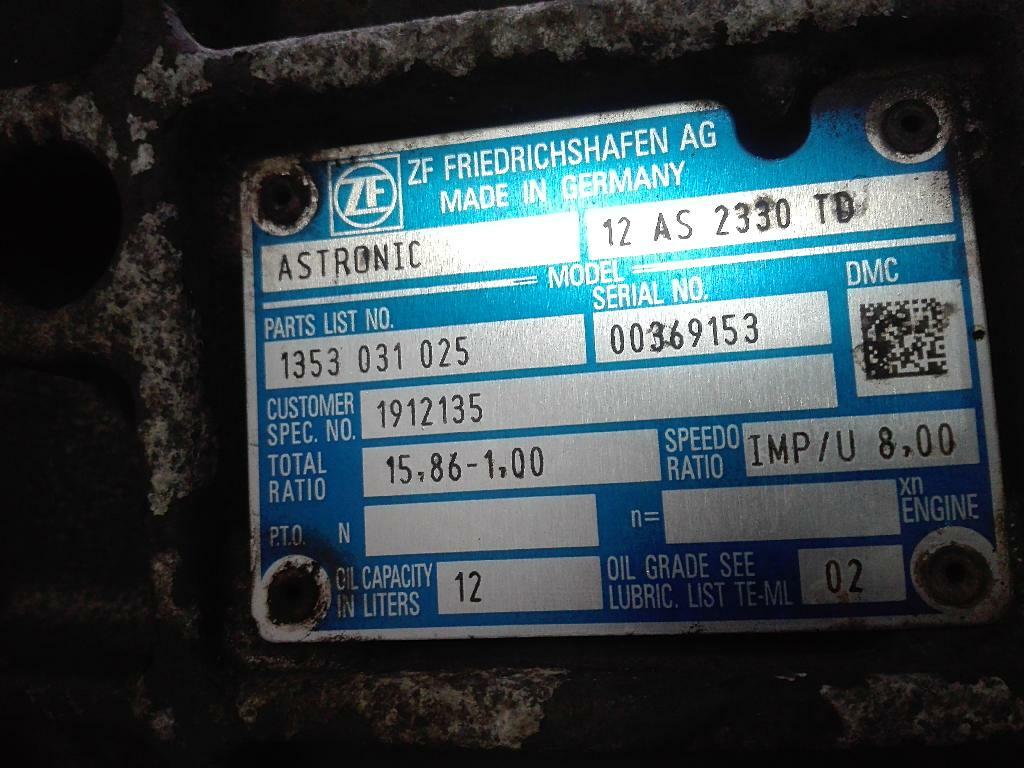 ZF
ZF FRIEDRICHSHAFEN AG
MADE IN GERMANY
ASTRONIC
12 AS 2330 TD
MODEL
PARTS LIST NO.
SERIAL NO.
DMC
1353 031 025
00369153
CUSTOMER
SPEC. NO.
1912135
TOTAL
RATIO
15,86-1,00
SPEEDO
RATIO
IMP/U 8,00
P.T.O. N
n=
xn
ENGINE
OIL CAPACITY
IN LITERS
12
OIL GRADE SEE
LUBRIC. LIST TE-ML
02